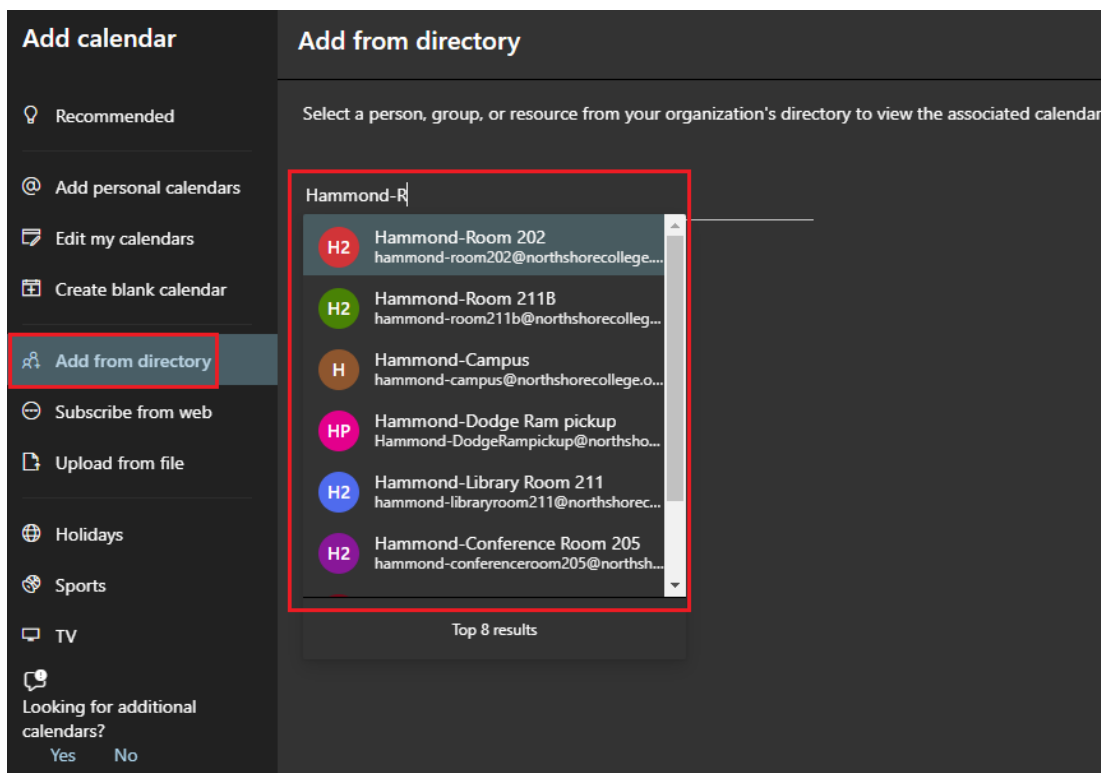 Add calendar
Recommended
@ Add personal calendars
Edit my calendars
Create blank calendar
Add from directory
Subscribe from web
Upload from file
Holidays
Sports
TV
Looking for additional
calendars?
Yes No
Add from directory
Select a person, group, or resource from your organization's directory to view the associated calendar
Hammond-R
H2 Hammond-Room 202
hammond-room202@northshorecollege....
H2 Hammond-Room 211B
hammond-room211b@northshorecolleg...
H Hammond-Campus
hammond-campus@northshorecollege.o...
HP Hammond-Dodge Ram pickup
Hammond-DodgeRampickup@northsho...
H2 Hammond-Library Room 211
hammond-libraryroom211@northshorec...
H2 Hammond-Conference Room 205
hammond-conferenceroom205@northsh...
Top 8 results